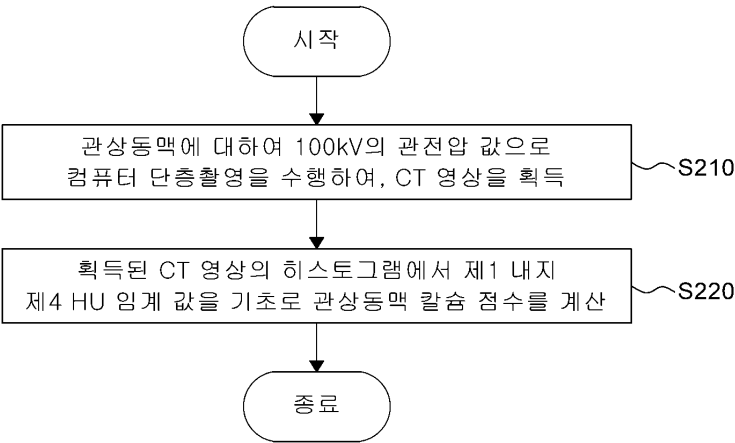 시작
관상동맥에 대하여 100kV의 관전압 값으로
컴퓨터 단층촬영을 수행하여, CT 영상을 획득
S210
획득된 CT 영상의 히스토그램에서 제1 내지
제4 HU 임계 값을 기초로 관상동맥 칼슘 점수를 계산
S220
종료